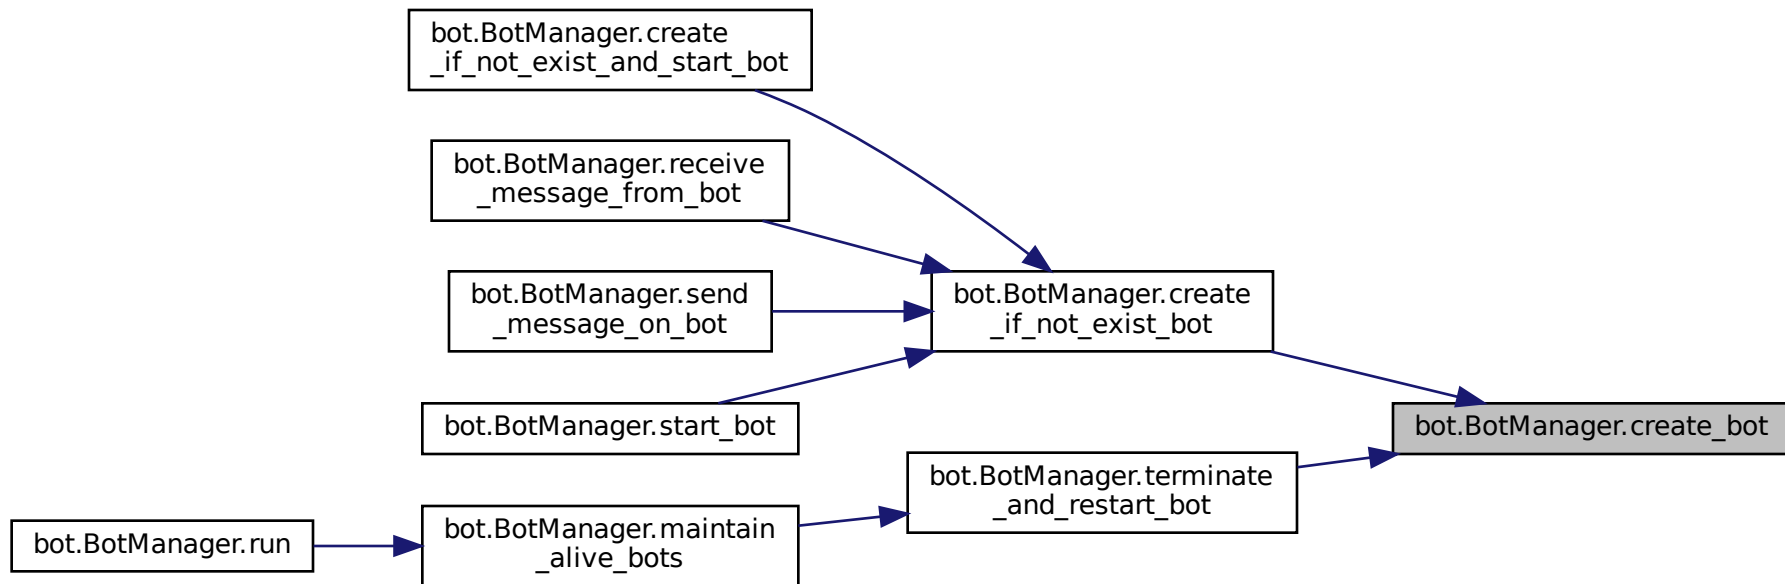 bot.BotManager.create
_if_not_exist_and_start_bot
bot.BotManager.receive
_message_from_bot
bot.BotManager.send
_message_on_bot
bot.BotManager.create
_if_not_exist_bot
bot.BotManager.start_bot
bot.BotManager.create_bot
bot.BotManager.terminate
_and_restart_bot
bot.BotManager.maintain
_alive_bots
bot.BotManager.run